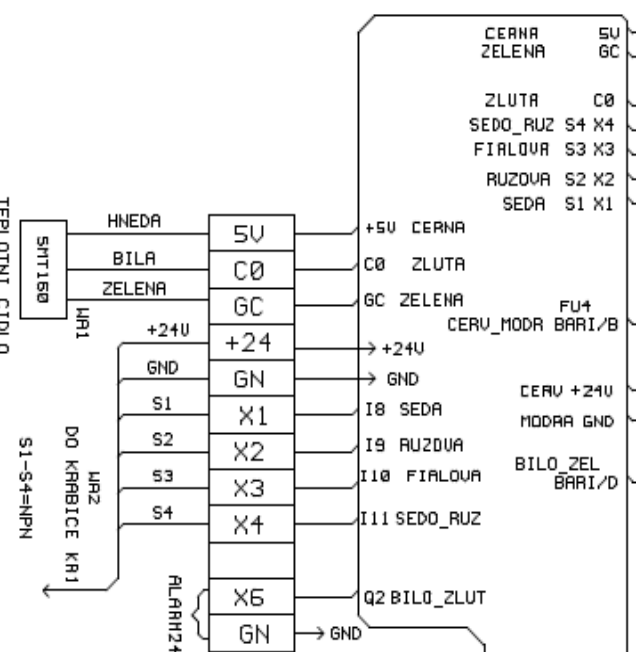 CERNA 5V
ZELENA GC
ZLUTA C0
SEDO_RUZ S4 X4
FIALOVA S3 X3
RUZOVA S2 X2
SEDA S1 X1
HNEDA 5V +5V CERNA
BILA C0 C0 ZLUTA
ZELENA GC GC ZELENA
+24V +24 +24V
GND GN GND
S1 X1 I8 SEDA
S2 X2 I9 RUZOVA
S3 X3 I10 FIALOVA
S4 X4 I11 SEDO_RUZ
X6 Q2 BILO_ZLUT
GN GND
FU4
CERV_MODR BARI/B
CERV +24V
MODRA GND
BILO_ZEL
BARI/D
TEPLOTNI CIDLO
SMT160
WA1
WA2
DO KRABICE KR1
S1-S4=NPN
ALARM24